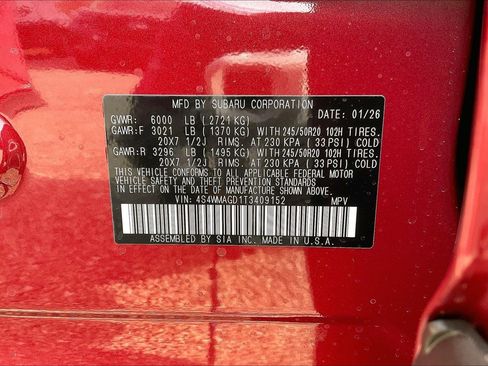 MFD BY SUBARU CORPORATION
GVWR: 6000 LB (2721 KG) DATE: 01/26
GAWR:F 3021 LB (1370 KG) WITH 245/50R20 102H TIRES.
20X7 1/2J RIMS. AT 230 KPA (33 PSI) COLD
GAWR:R 3296 LB (1495 KG) WITH 245/50R20 102H TIRES.
20X7 1/2J RIMS. AT 230 KPA (33 PSI) COLD
THIS VEHICLE CONFORMS TO ALL APPLICABLE FEDERAL MOTOR
VEHICLE SAFETY AND THEFT PREVENTION STANDARDS IN EFFECT
ON THE DATE OF MANUFACTURE SHOWN ABOVE.
VIN: 4S4WMAGD1T3409152 MPV
ASSEMBLED BY SIA INC. MADE IN U.S.A.